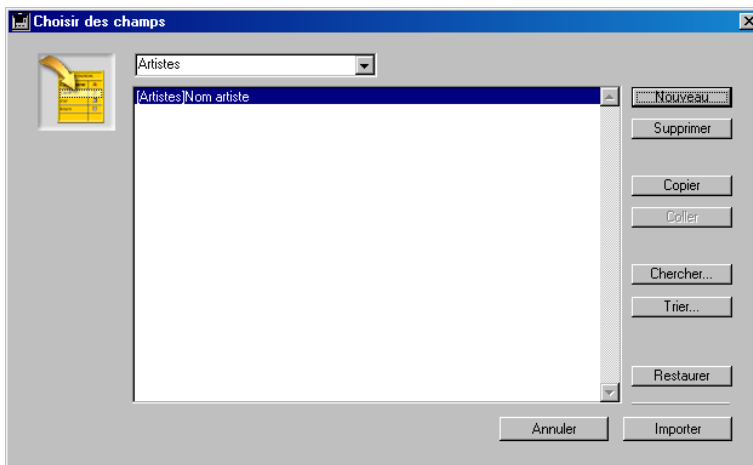 Choisir des champs
Artistes
[Artistes]Nom artiste
Nouveau
Supprimer
Copier
Coller
Chercher...
Trier...
Restaurer
Annuler
Importer